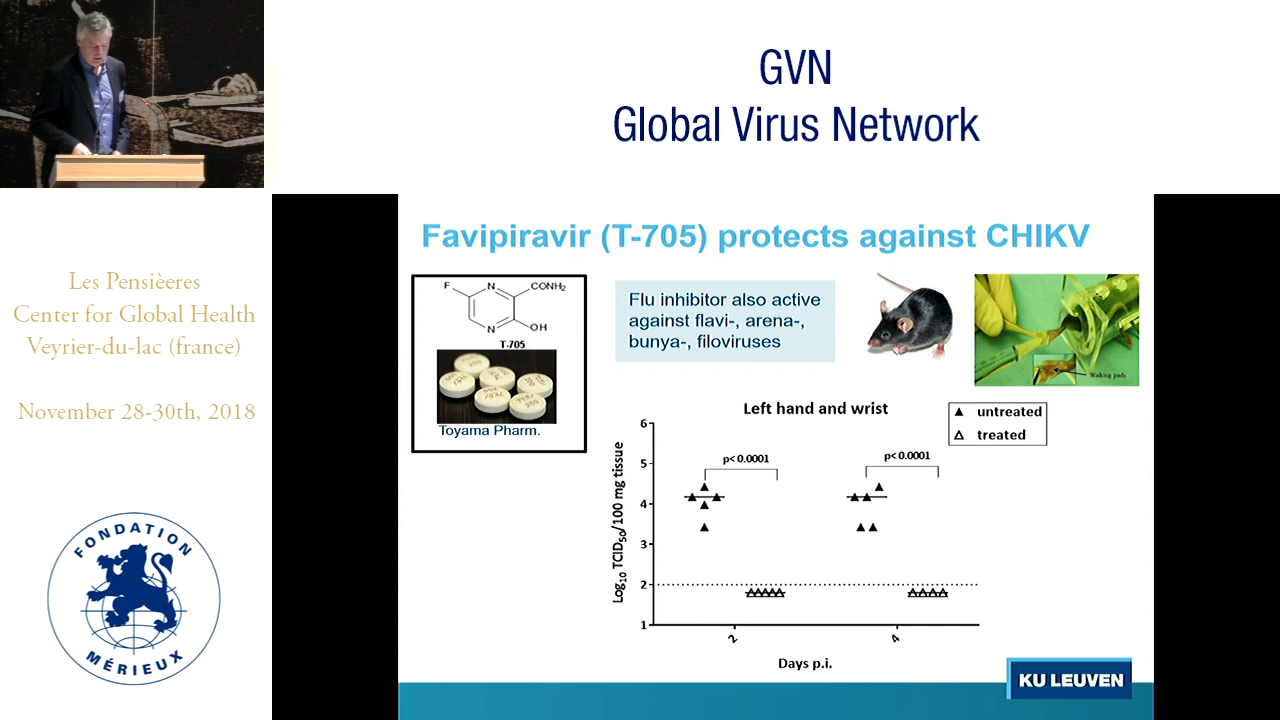 GVN
Global Virus Network
Les Pensièeres
Center for Global Health
Veyrier-du-lac (france)
November 28-30th, 2018
FONDATION
MÉRIEUX
Favipiravir (T-705) protects against CHIKV
F
N
CONH₂
N
OH
T-705
Toyama Pharm.
Flu inhibitor also active
against flavi-, arena-,
bunya-, filoviruses
Walking pads
Left hand and wrist
untreated
treated
p< 0.0001
p< 0.0001
Log₁₀ TCID₅₀/100 mg tissue
6
5
4
3
2
1
2
4
Days p.i.
KU LEUVEN